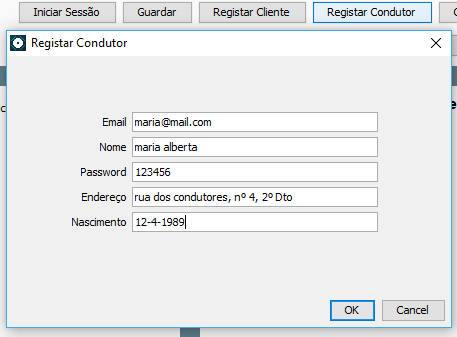 Iniciar Sessão Guardar Registar Cliente Registar Condutor
Registar Condutor
Email maria@mail.com
Nome maria alberta
Password 123456
Endereço rua dos condutores, nº 4, 2º Dto
Nascimento 12-4-1989
OK Cancel